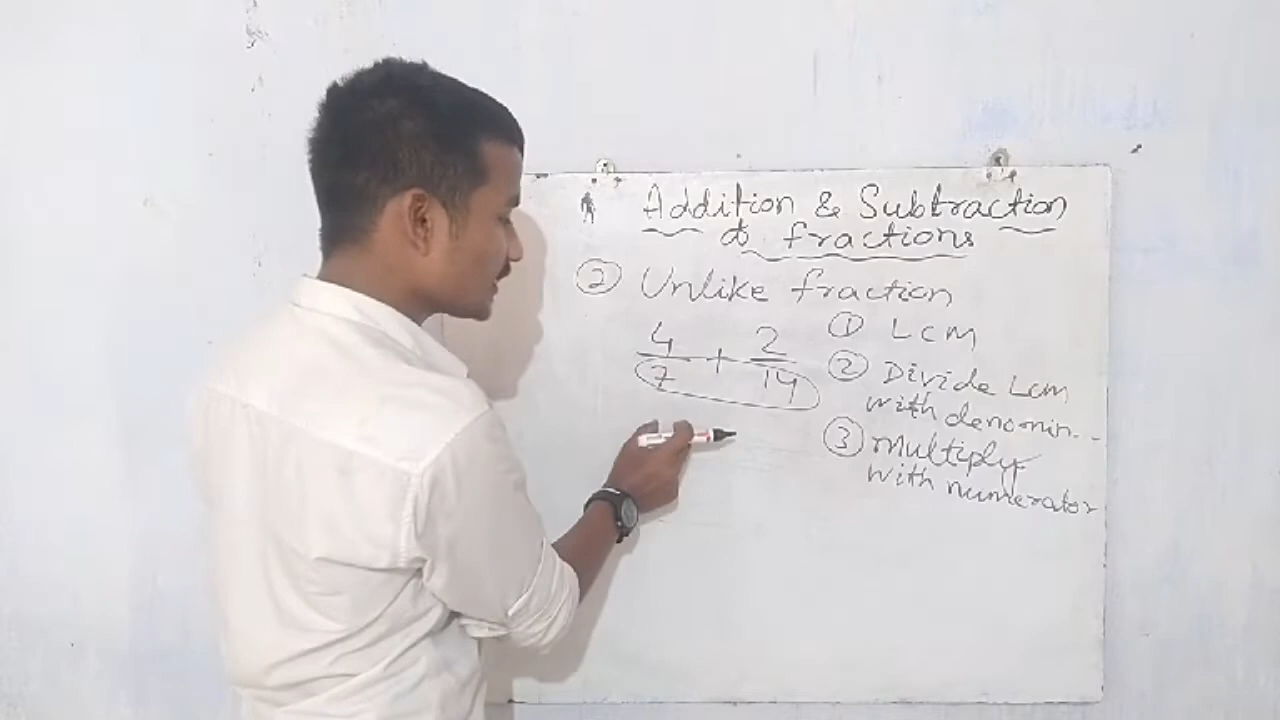 Addition & Subtraction
of fractions
② Unlike fraction
4/7 + 2/14
① LCM
② Divide Lcm
with denomin...
③ Multiply
with numerator